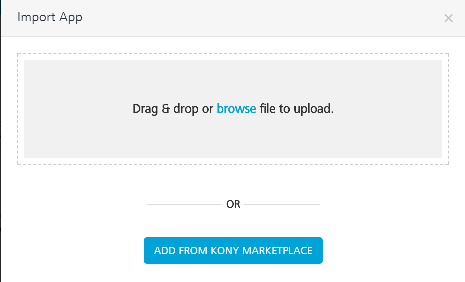 Import App
Drag & drop or browse file to upload.
OR
ADD FROM KONY MARKETPLACE